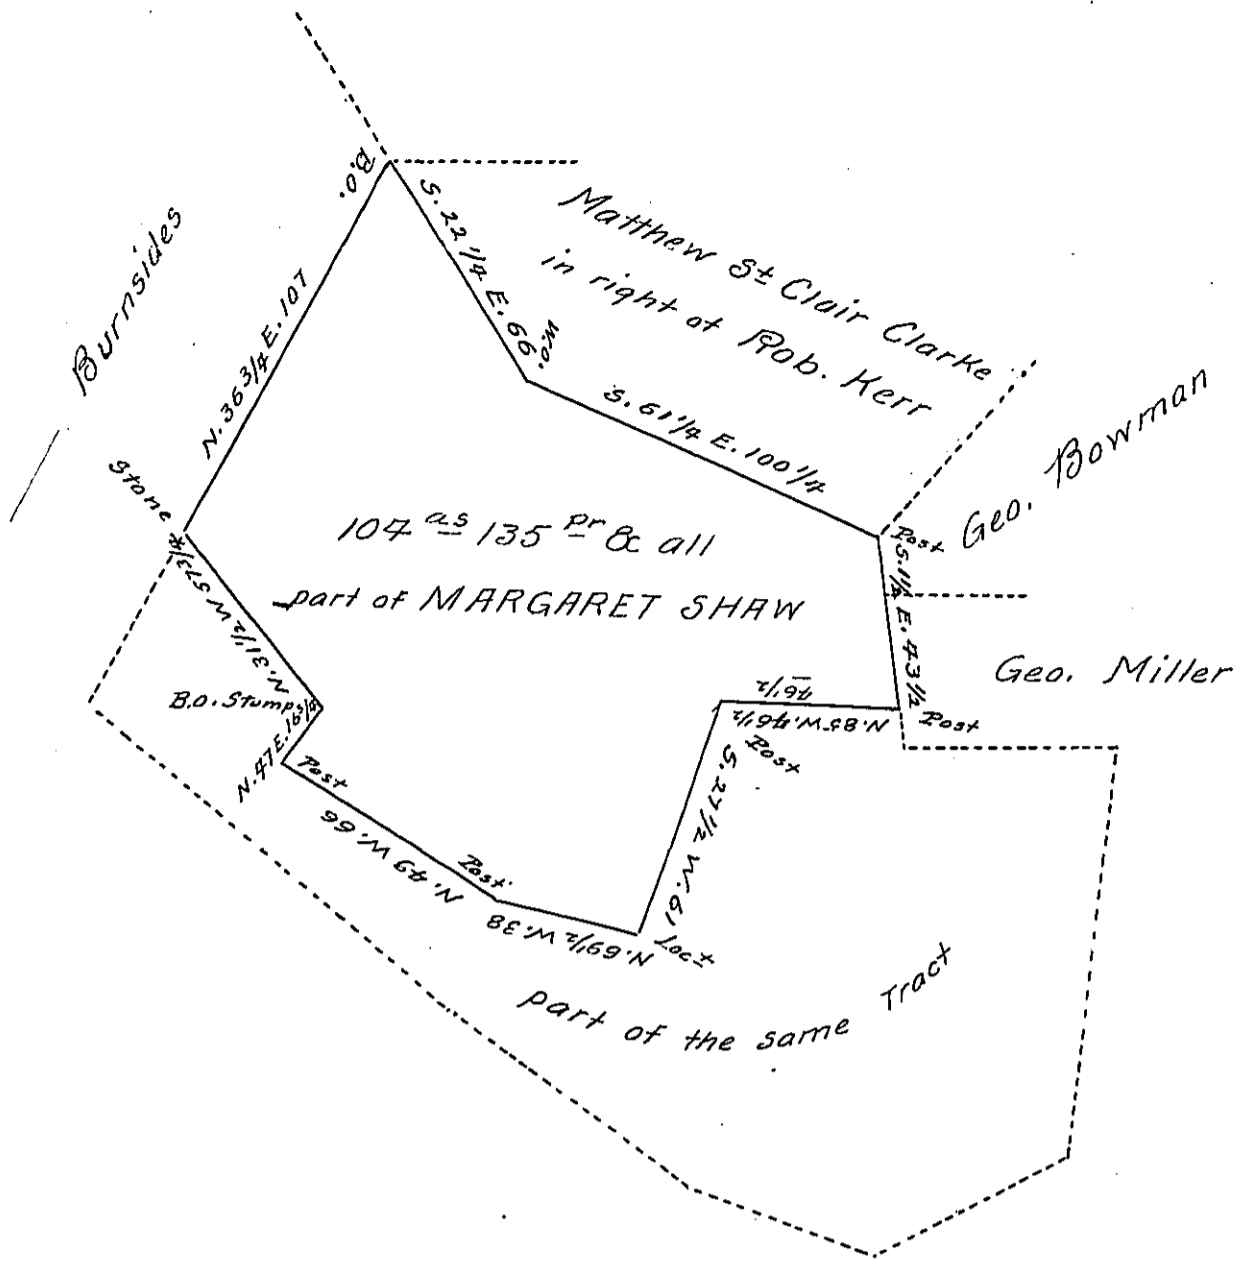 B.O.
S. 22 1/4 E. 66
W.O.
Matthew St Clair Clarke
in right of Rob. Kerr
Burnsides
N. 36 3/4 E. 107
S. 61 1/4 E. 100 1/4
Geo. Bowman
Stone
104 as 135 pr &c all
part of MARGARET SHAW
Post
S. 1 1/4 E. 43 1/2
Geo. Miller
N. 31 1/2 W 57 3/4
B.O. Stumps
46 1/2
N. 85 W. 46 1/2
Post
Post
N. 47 E. 16 3/4
Post
S. 27 1/2 W. 61
N. 49 W. 66
Post
N. 69 1/2 W. 38
Loc-t
part of the same Tract